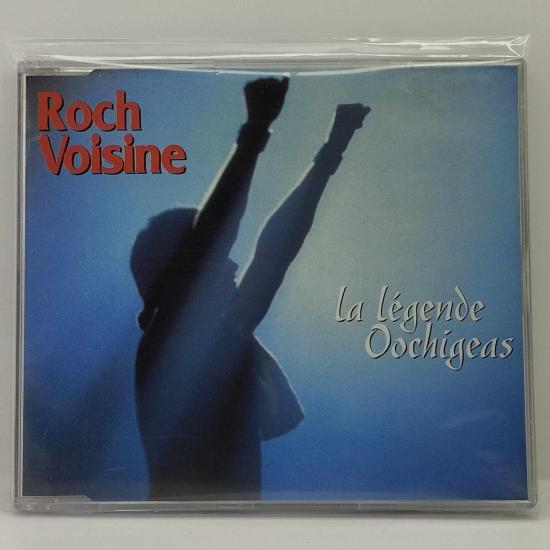 Roch
Voisine
la légende
Oochigeas